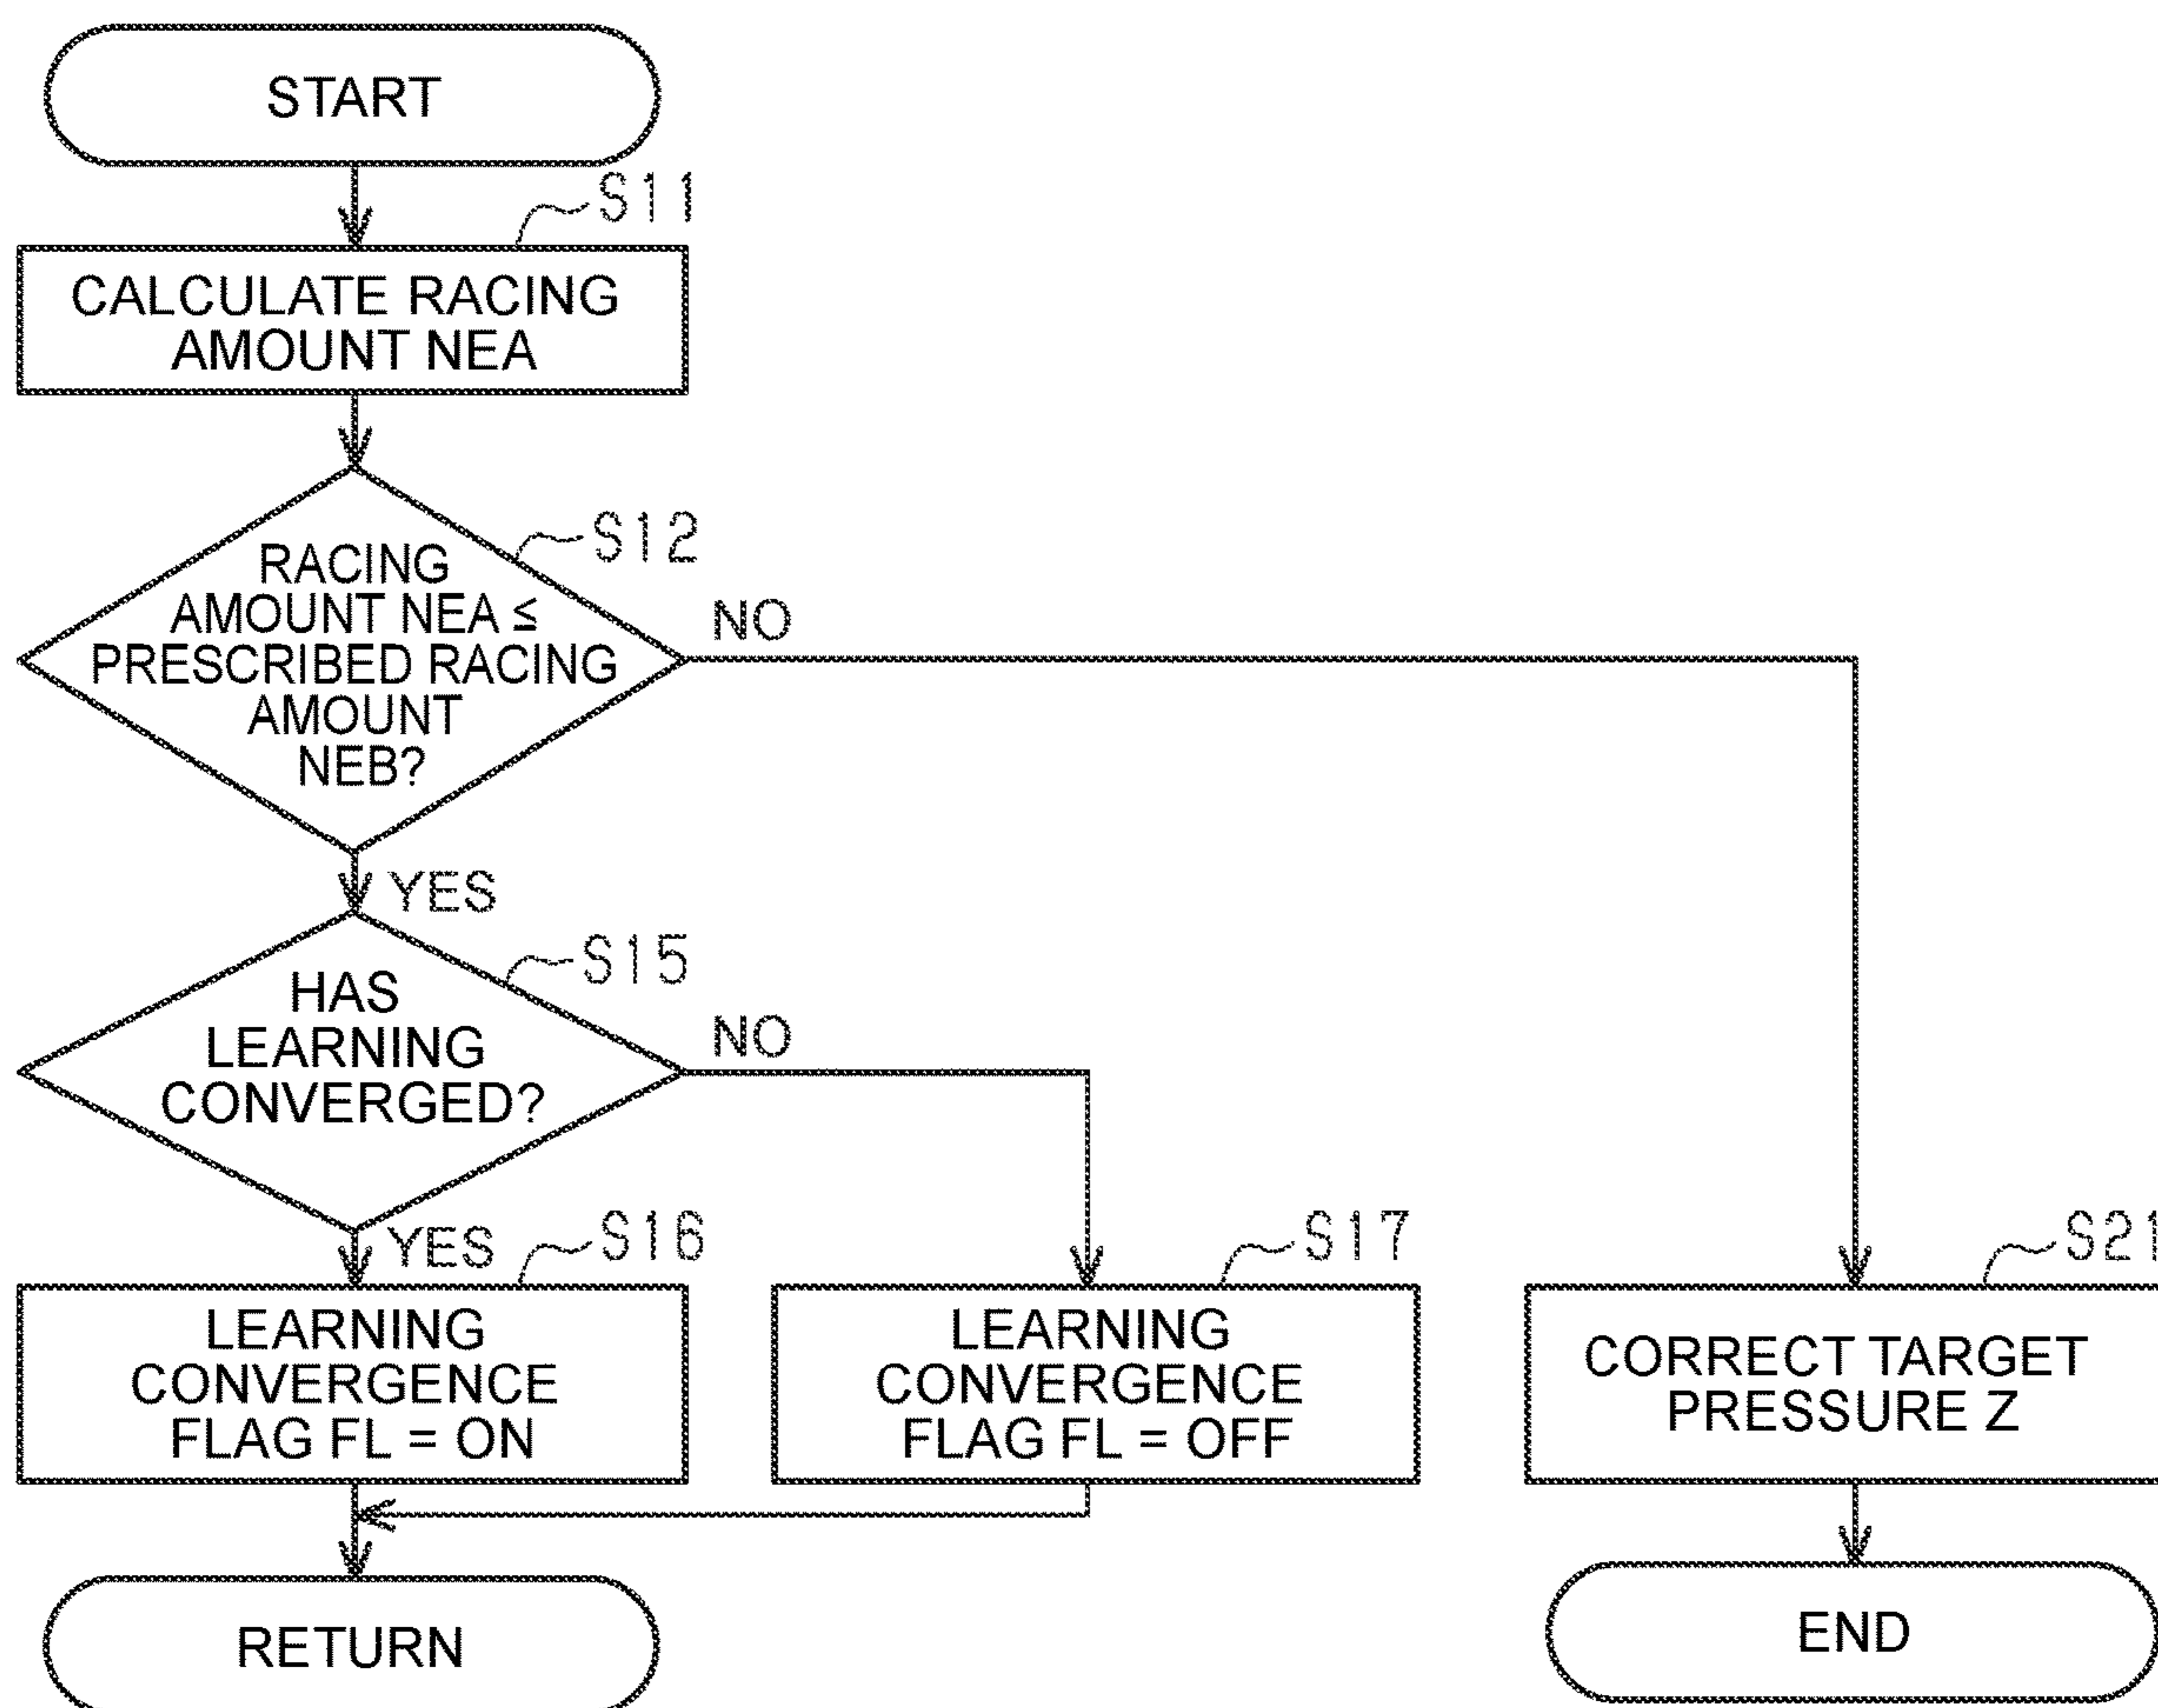 START
S11
CALCULATE RACING
AMOUNT NEA
S12
RACING
AMOUNT NEA ≤
PRESCRIBED RACING
AMOUNT
NEB?
NO
YES
S15
HAS
LEARNING
CONVERGED?
NO
YES
S16
LEARNING
CONVERGENCE
FLAG FL = ON
S17
LEARNING
CONVERGENCE
FLAG FL = OFF
S21
CORRECT TARGET
PRESSURE Z
RETURN
END